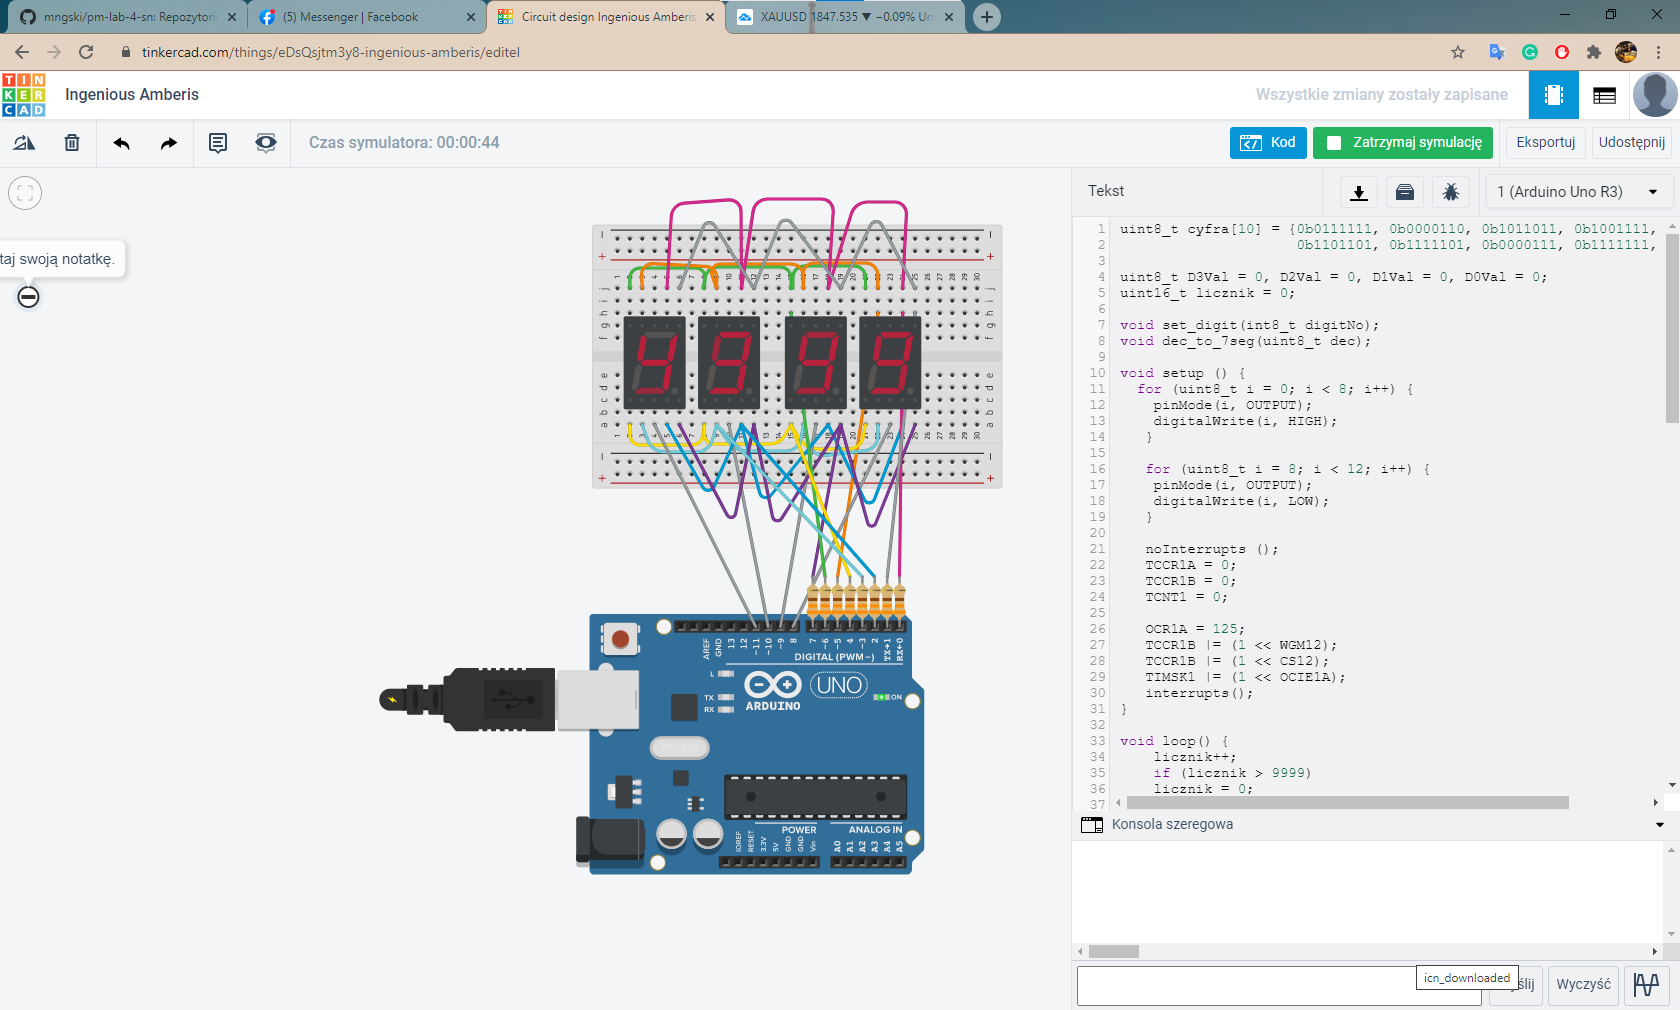 mngski/pm-lab-4-sn: Repozytori
(5) Messenger | Facebook
Circuit design Ingenious Amberis
XAUUSD 1847.535 ▼ −0.09% Un
tinkercad.com/things/eDsQsjtm3y8-ingenious-amberis/editel
TIN
KER
CAD
Ingenious Amberis
Wszystkie zmiany zostały zapisane
Czas symulatora: 00:00:44
Kod
Zatrzymaj symulację
Eksportuj
Udostępnij
taj swoją notatkę.
Tekst
1 (Arduino Uno R3)
1 uint8_t cyfra[10] = {0b0111111, 0b0000110, 0b1011011, 0b1001111,
2 0b1101101, 0b1111101, 0b0000111, 0b1111111,
3
4 uint8_t D3Val = 0, D2Val = 0, D1Val = 0, D0Val = 0;
5 uint16_t licznik = 0;
6
7 void set_digit(int8_t digitNo);
8 void dec_to_7seg(uint8_t dec);
9
10 void setup () {
11 for (uint8_t i = 0; i < 8; i++) {
12 pinMode(i, OUTPUT);
13 digitalWrite(i, HIGH);
14 }
15
16 for (uint8_t i = 8; i < 12; i++) {
17 pinMode(i, OUTPUT);
18 digitalWrite(i, LOW);
19 }
20
21 noInterrupts ();
22 TCCR1A = 0;
23 TCCR1B = 0;
24 TCNT1 = 0;
25
26 OCR1A = 125;
27 TCCR1B |= (1 << WGM12);
28 TCCR1B |= (1 << CS12);
29 TIMSK1 |= (1 << OCIE1A);
30 interrupts();
31 }
32
33 void loop() {
34 licznik++;
35 if (licznik > 9999)
36 licznik = 0;
37
Konsola szeregowa
icn_downloaded
ślij
Wyczyść
AREF
GND
13
12
~11
~10
~9
8
7
~6
~5
4
~3
2
TX→1
RX←0
DIGITAL (PWM~)
L
TX
RX
ARDUINO
UNO
ON
IOREF
RESET
3.3V
5V
GND
GND
Vin
POWER
ANALOG IN
A0
A1
A2
A3
A4
A5